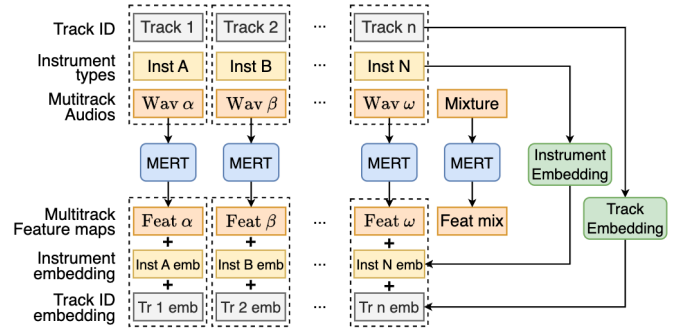 Track ID Track 1 Track 2 ... Track n
Instrument types Inst A Inst B ... Inst N
Mutitrack Audios Wav α Wav β ... Wav ω Mixture
MERT MERT MERT MERT Instrument Embedding
Track Embedding
Multitrack Feature maps Feat α Feat β ... Feat ω Feat mix
+ + +
Instrument embedding Inst A emb Inst B emb ... Inst N emb
+ + +
Track ID embedding Tr 1 emb Tr 2 emb ... Tr n emb